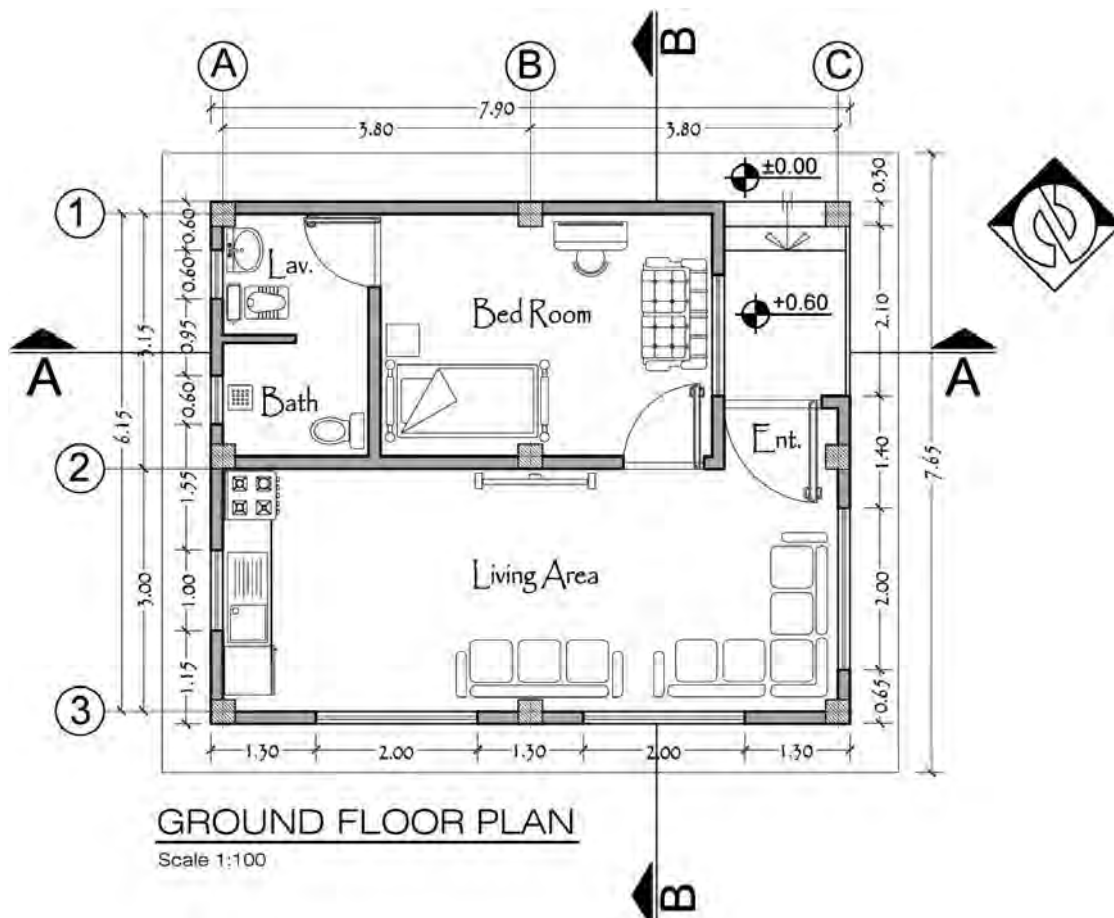 B
A B C
7.90
3.80 3.80
±0.00
0.30
1
0.60
Lav.
0.60
Bed Room
+0.60
2.10
3.15
0.95
A A
6.15
0.60
Bath
Ent.
1.40
2
7.65
1.55
Living Area
3.00
1.00
2.00
1.15
0.65
3
1.30 2.00 1.30 2.00 1.30
GROUND FLOOR PLAN
Scale 1:100
B